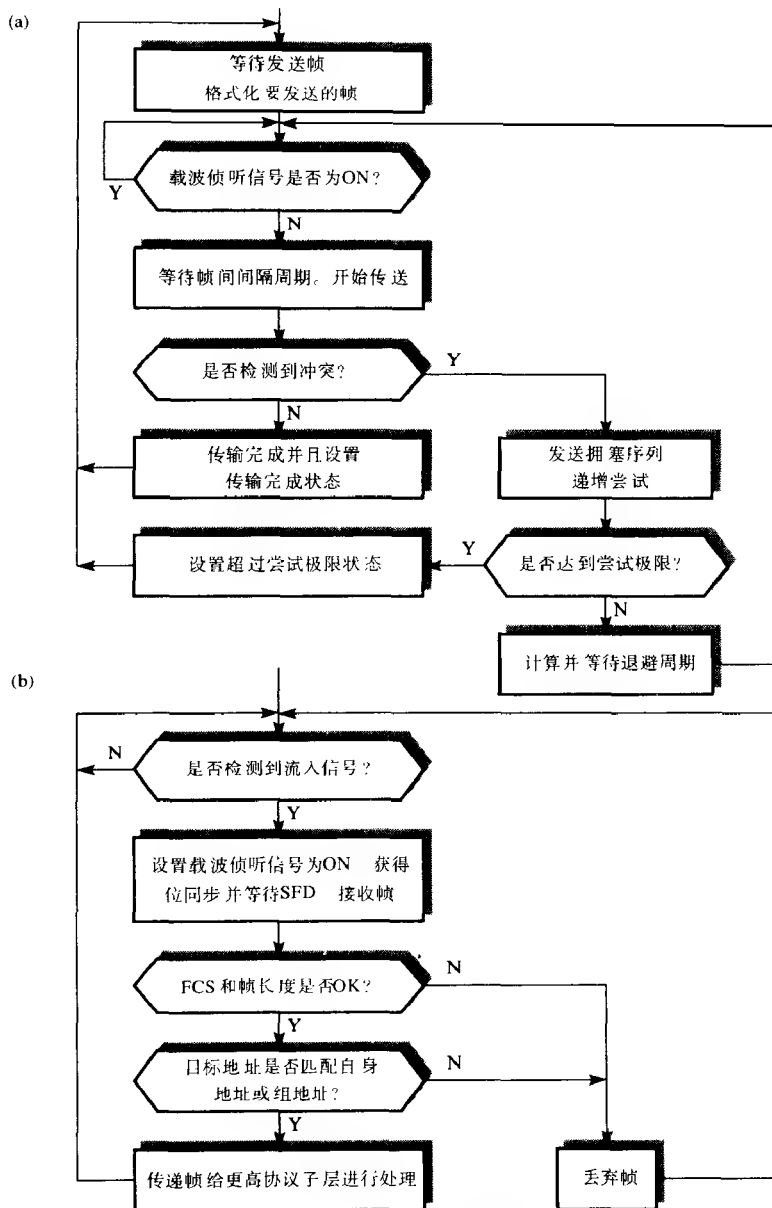 (a)
等待发送帧
格式化要发送的帧
载波侦听信号是否为ON?
Y
N
等待帧间间隔周期。开始传送
是否检测到冲突?
Y
N
传输完成并且设置
传输完成状态
发送拥塞序列
递增尝试
设置超过尝试极限状态
Y
是否达到尝试极限?
N
计算并等待退避周期
(b)
N
是否检测到流入信号?
Y
设置载波侦听信号为ON 获得
位同步并等待SFD 接收帧
FCS和帧长度是否OK?
N
Y
目标地址是否匹配自身
地址或组地址?
N
Y
传递帧给更高协议子层进行处理
丢弃帧